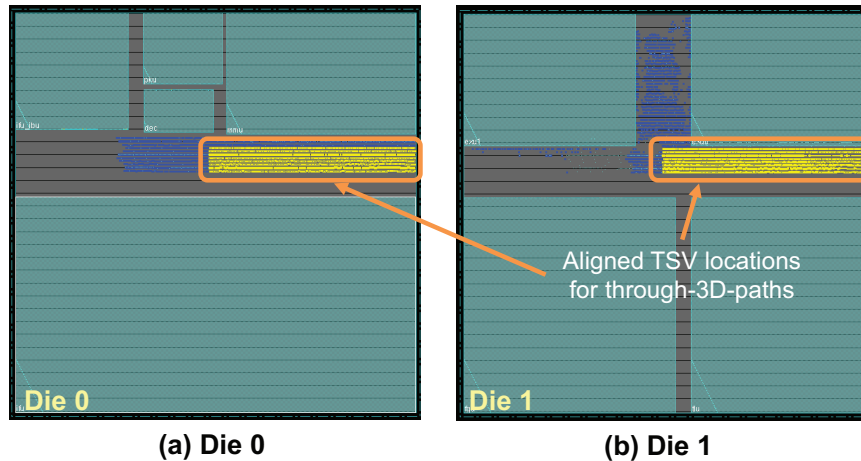 pku
ifu_ibu
dec
mmu
Die 0
Aligned TSV locations
for through-3D-paths
Die 1
(a) Die 0
(b) Die 1